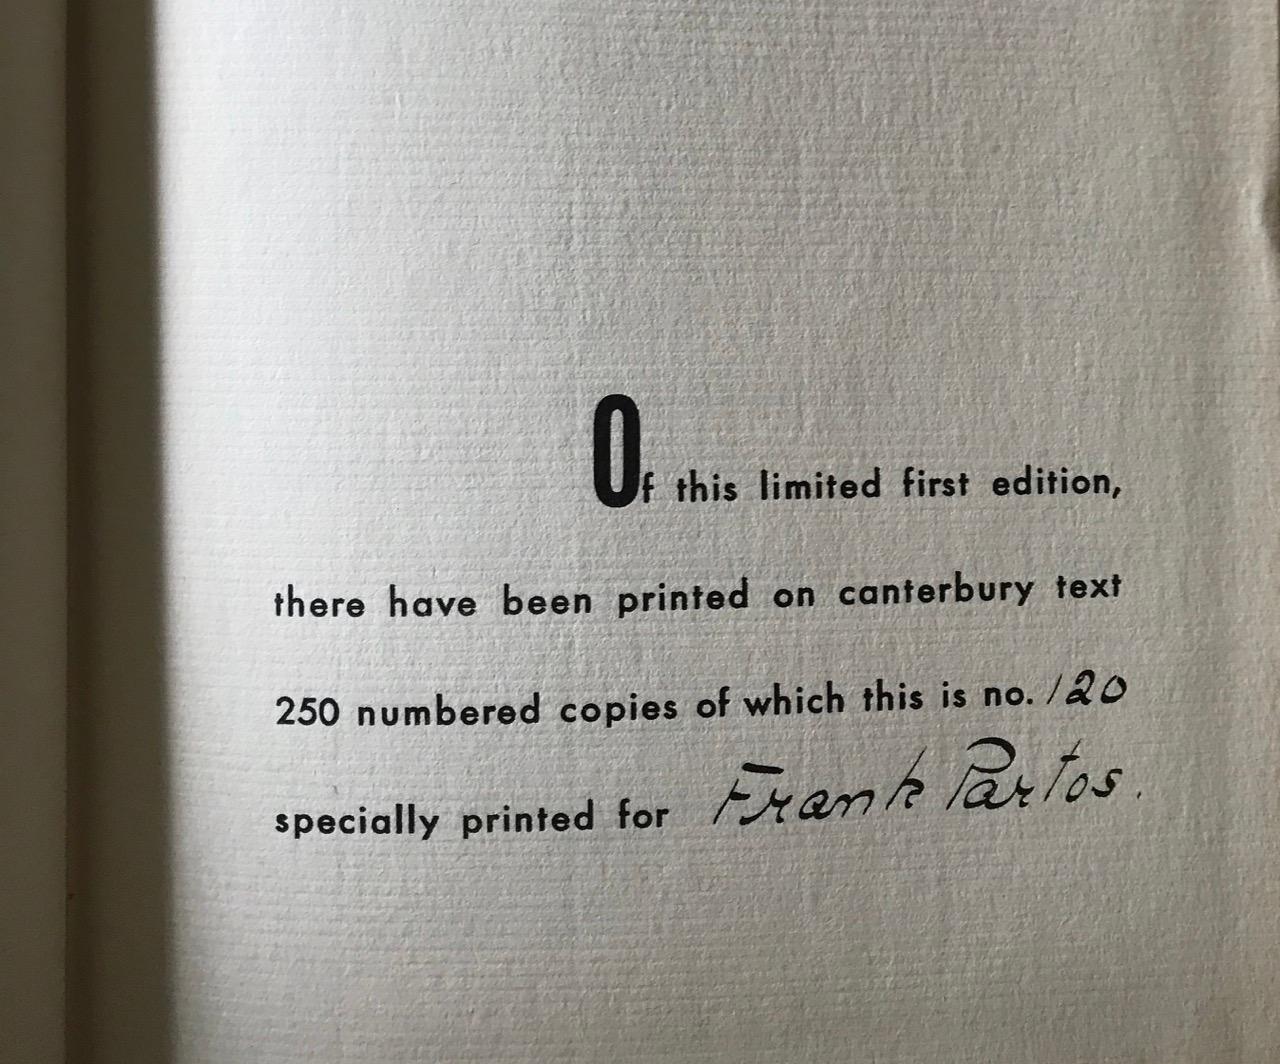 Of this limited first edition,
there have been printed on canterbury text
250 numbered copies of which this is no. 120
specially printed for Frank Partos.